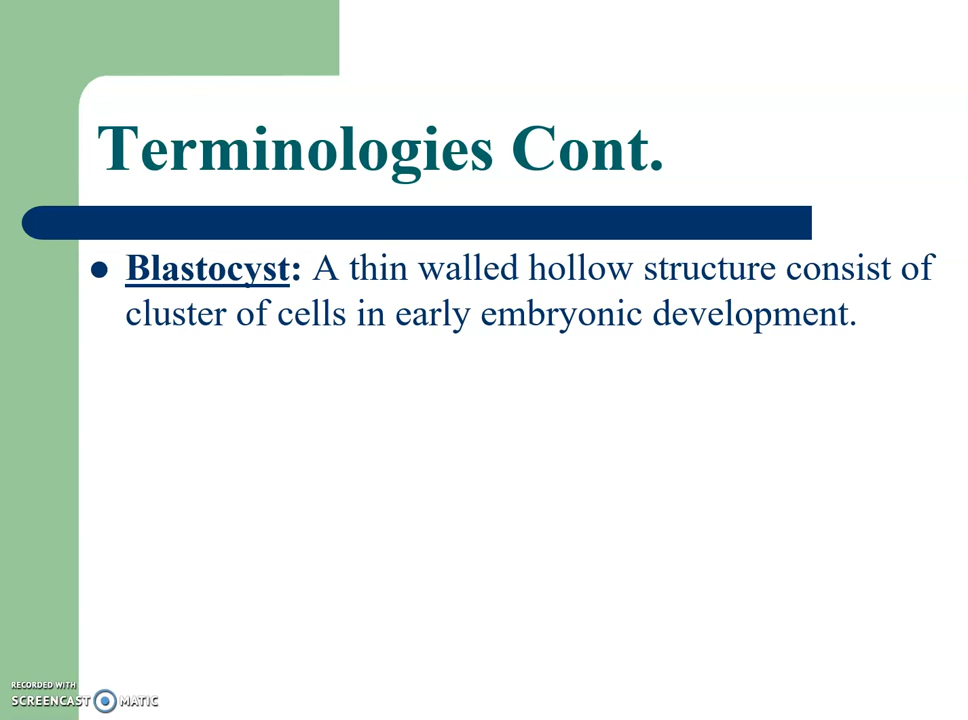 Terminologies Cont.
● Blastocyst: A thin walled hollow structure consist of
cluster of cells in early embryonic development.
RECORDED WITH
SCREENCAST MATIC